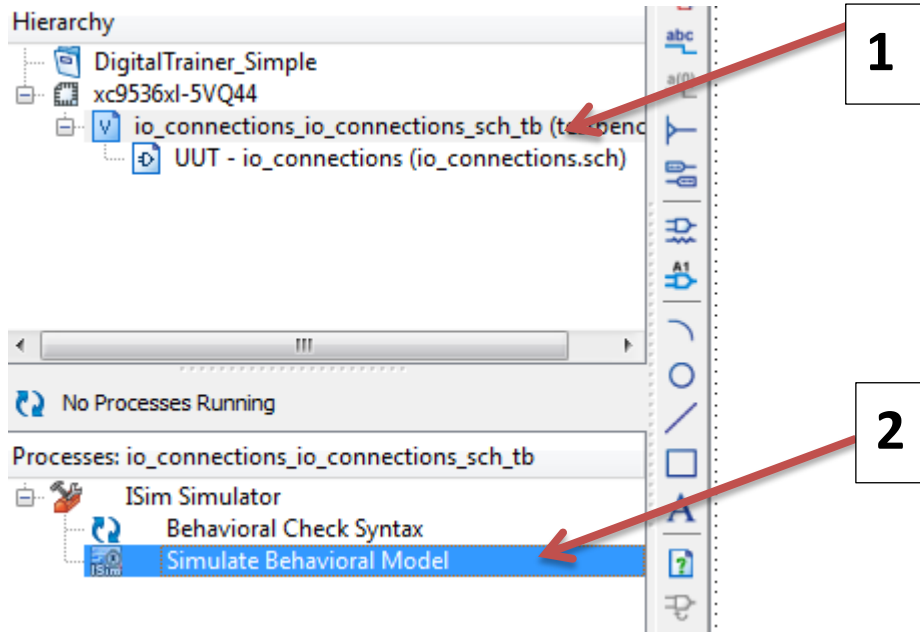 Hierarchy
DigitalTrainer_Simple
xc9536xl-5VQ44
io_connections_io_connections_sch_tb
UUT - io_connections (io_connections.sch)
No Processes Running
Processes: io_connections_io_connections_sch_tb
ISim Simulator
Behavioral Check Syntax
Simulate Behavioral Model
ISim
abc
a(0)
A1
A
?
1
2